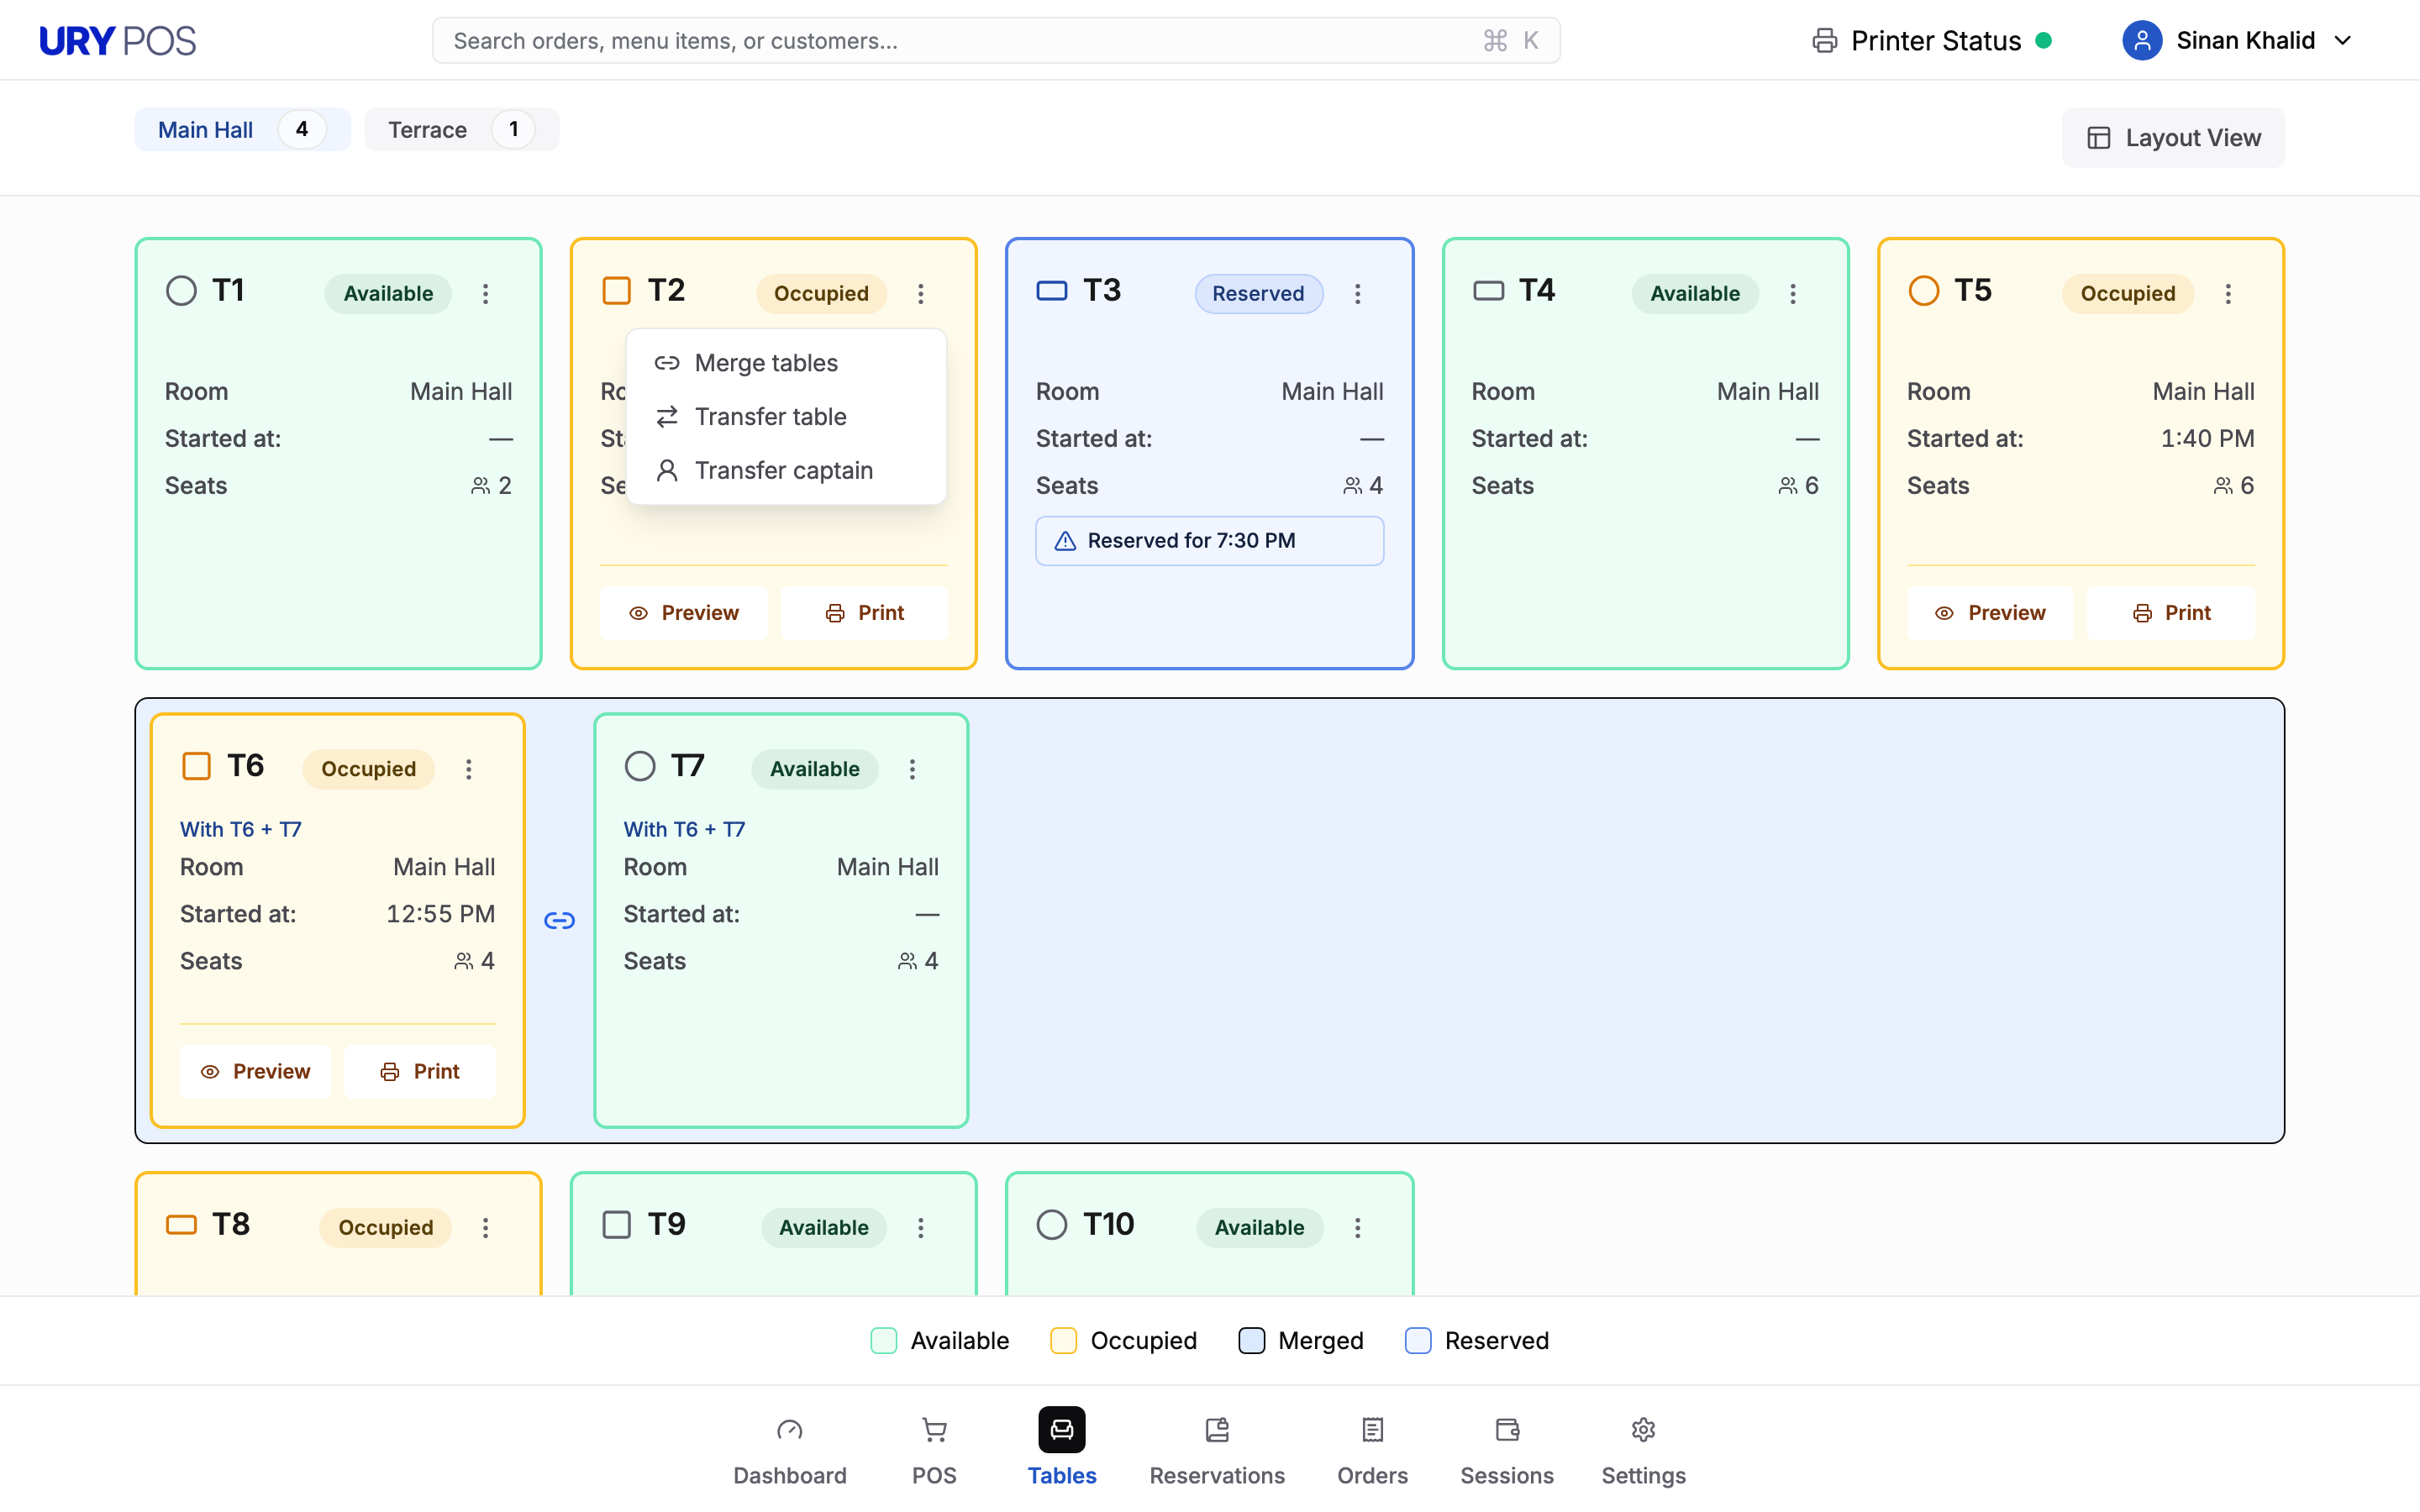 URY POS
Search orders, menu items, or customers...
⌘ K
Printer Status
Sinan Khalid
Main Hall 4
Terrace 1
Layout View
T1 Available
Room Main Hall
Started at: —
Seats 2
T2 Occupied
Merge tables
Transfer table
Transfer captain
Preview Print
T3 Reserved
Room Main Hall
Started at: —
Seats 4
Reserved for 7:30 PM
T4 Available
Room Main Hall
Started at: —
Seats 6
T5 Occupied
Room Main Hall
Started at: 1:40 PM
Seats 6
Preview Print
T6 Occupied
With T6 + T7
Room Main Hall
Started at: 12:55 PM
Seats 4
Preview Print
T7 Available
With T6 + T7
Room Main Hall
Started at: —
Seats 4
T8 Occupied
T9 Available
T10 Available
Available
Occupied
Merged
Reserved
Dashboard
POS
Tables
Reservations
Orders
Sessions
Settings